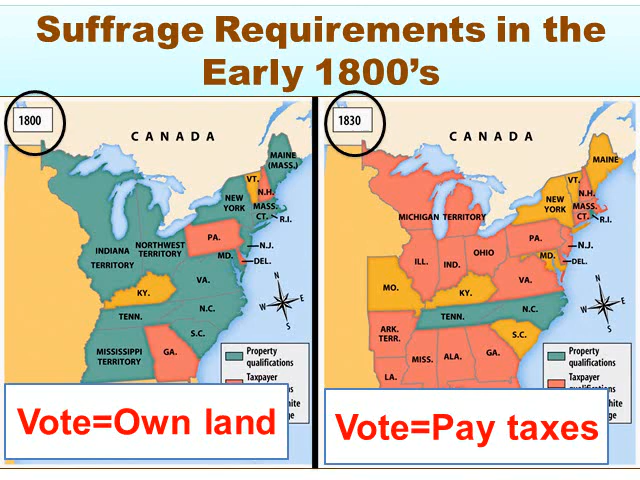 Suffrage Requirements in the
Early 1800's
1800
CANADA
MAINE
(MASS.)
VT.
N.H.
NEW
YORK
MASS.
CT.
R.I.
PA.
N.J.
MD.
DEL.
INDIANA
TERRITORY
NORTHWEST
TERRITORY
VA.
KY.
N.C.
TENN.
S.C.
MISSISSIPPI
TERRITORY
GA.
N
W
E
S
Property
qualifications
Taxpayer
Vote=Own land
1830
CANADA
MAINE
VT.
N.H.
NEW
YORK
MASS.
CT.
R.I.
MICHIGAN TERRITORY
PA.
N.J.
MD.
DEL.
ILL.
IND.
OHIO
VA.
MO.
KY.
N.C.
TENN.
S.C.
ARK.
TERR.
MISS.
ALA.
GA.
LA.
N
W
E
S
Property
qualifications
Taxpayer
Vote=Pay taxes